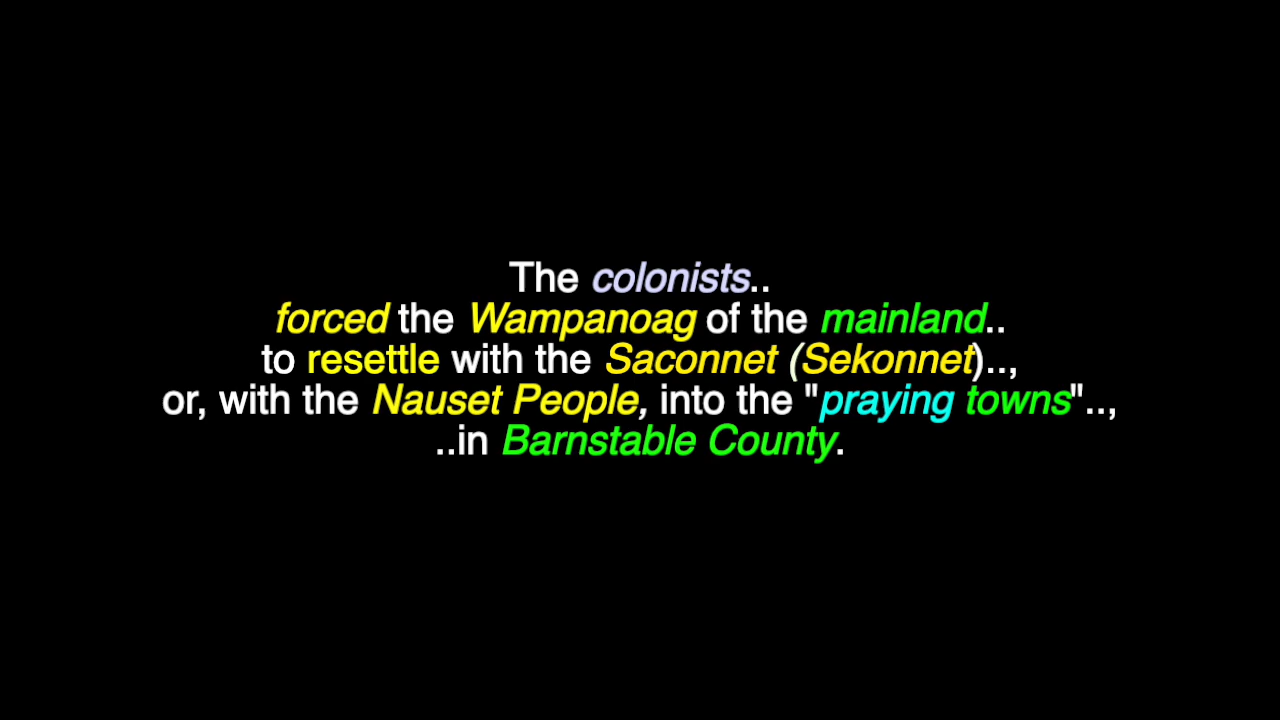 The colonists..
forced the Wampanoag of the mainland..
to resettle with the Saconnet (Sekonnet)..,
or, with the Nauset People, into the "praying towns"..,
..in Barnstable County.